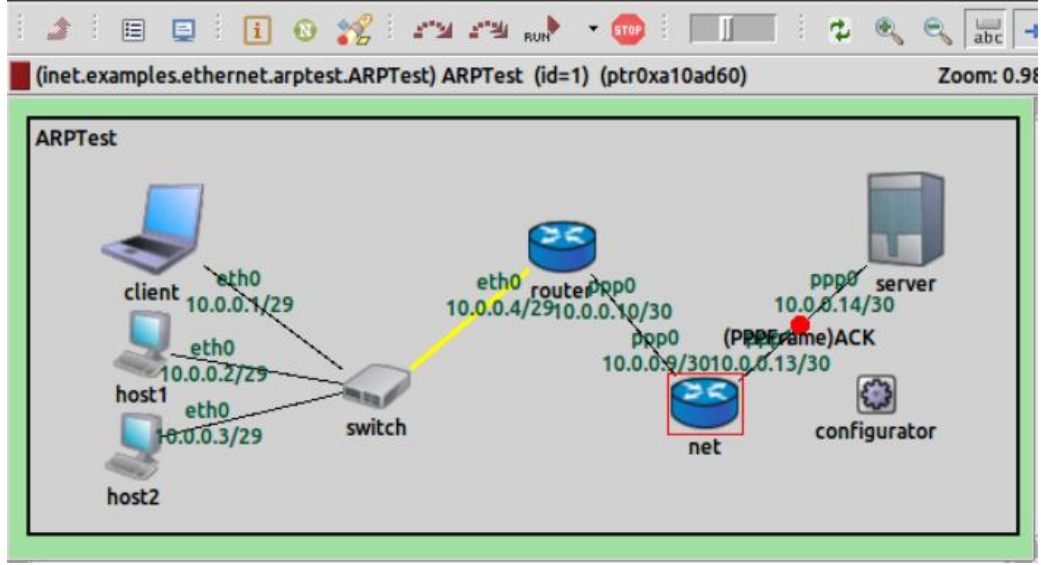 RUN
STOP
abc
(inet.examples.ethernet.arptest.ARPTest) ARPTest (id=1) (ptr0xa10ad60)
Zoom: 0.98
ARPTest
client
eth0
10.0.0.1/29
host1
eth0
10.0.0.2/29
host2
eth0
10.0.0.3/29
switch
eth0
10.0.0.4/29
router
ppp0
10.0.0.10/30
ppp0
10.0.0.9/30
net
10.0.0.13/30
(PPPFrame)ACK
ppp0
10.0.0.14/30
server
configurator